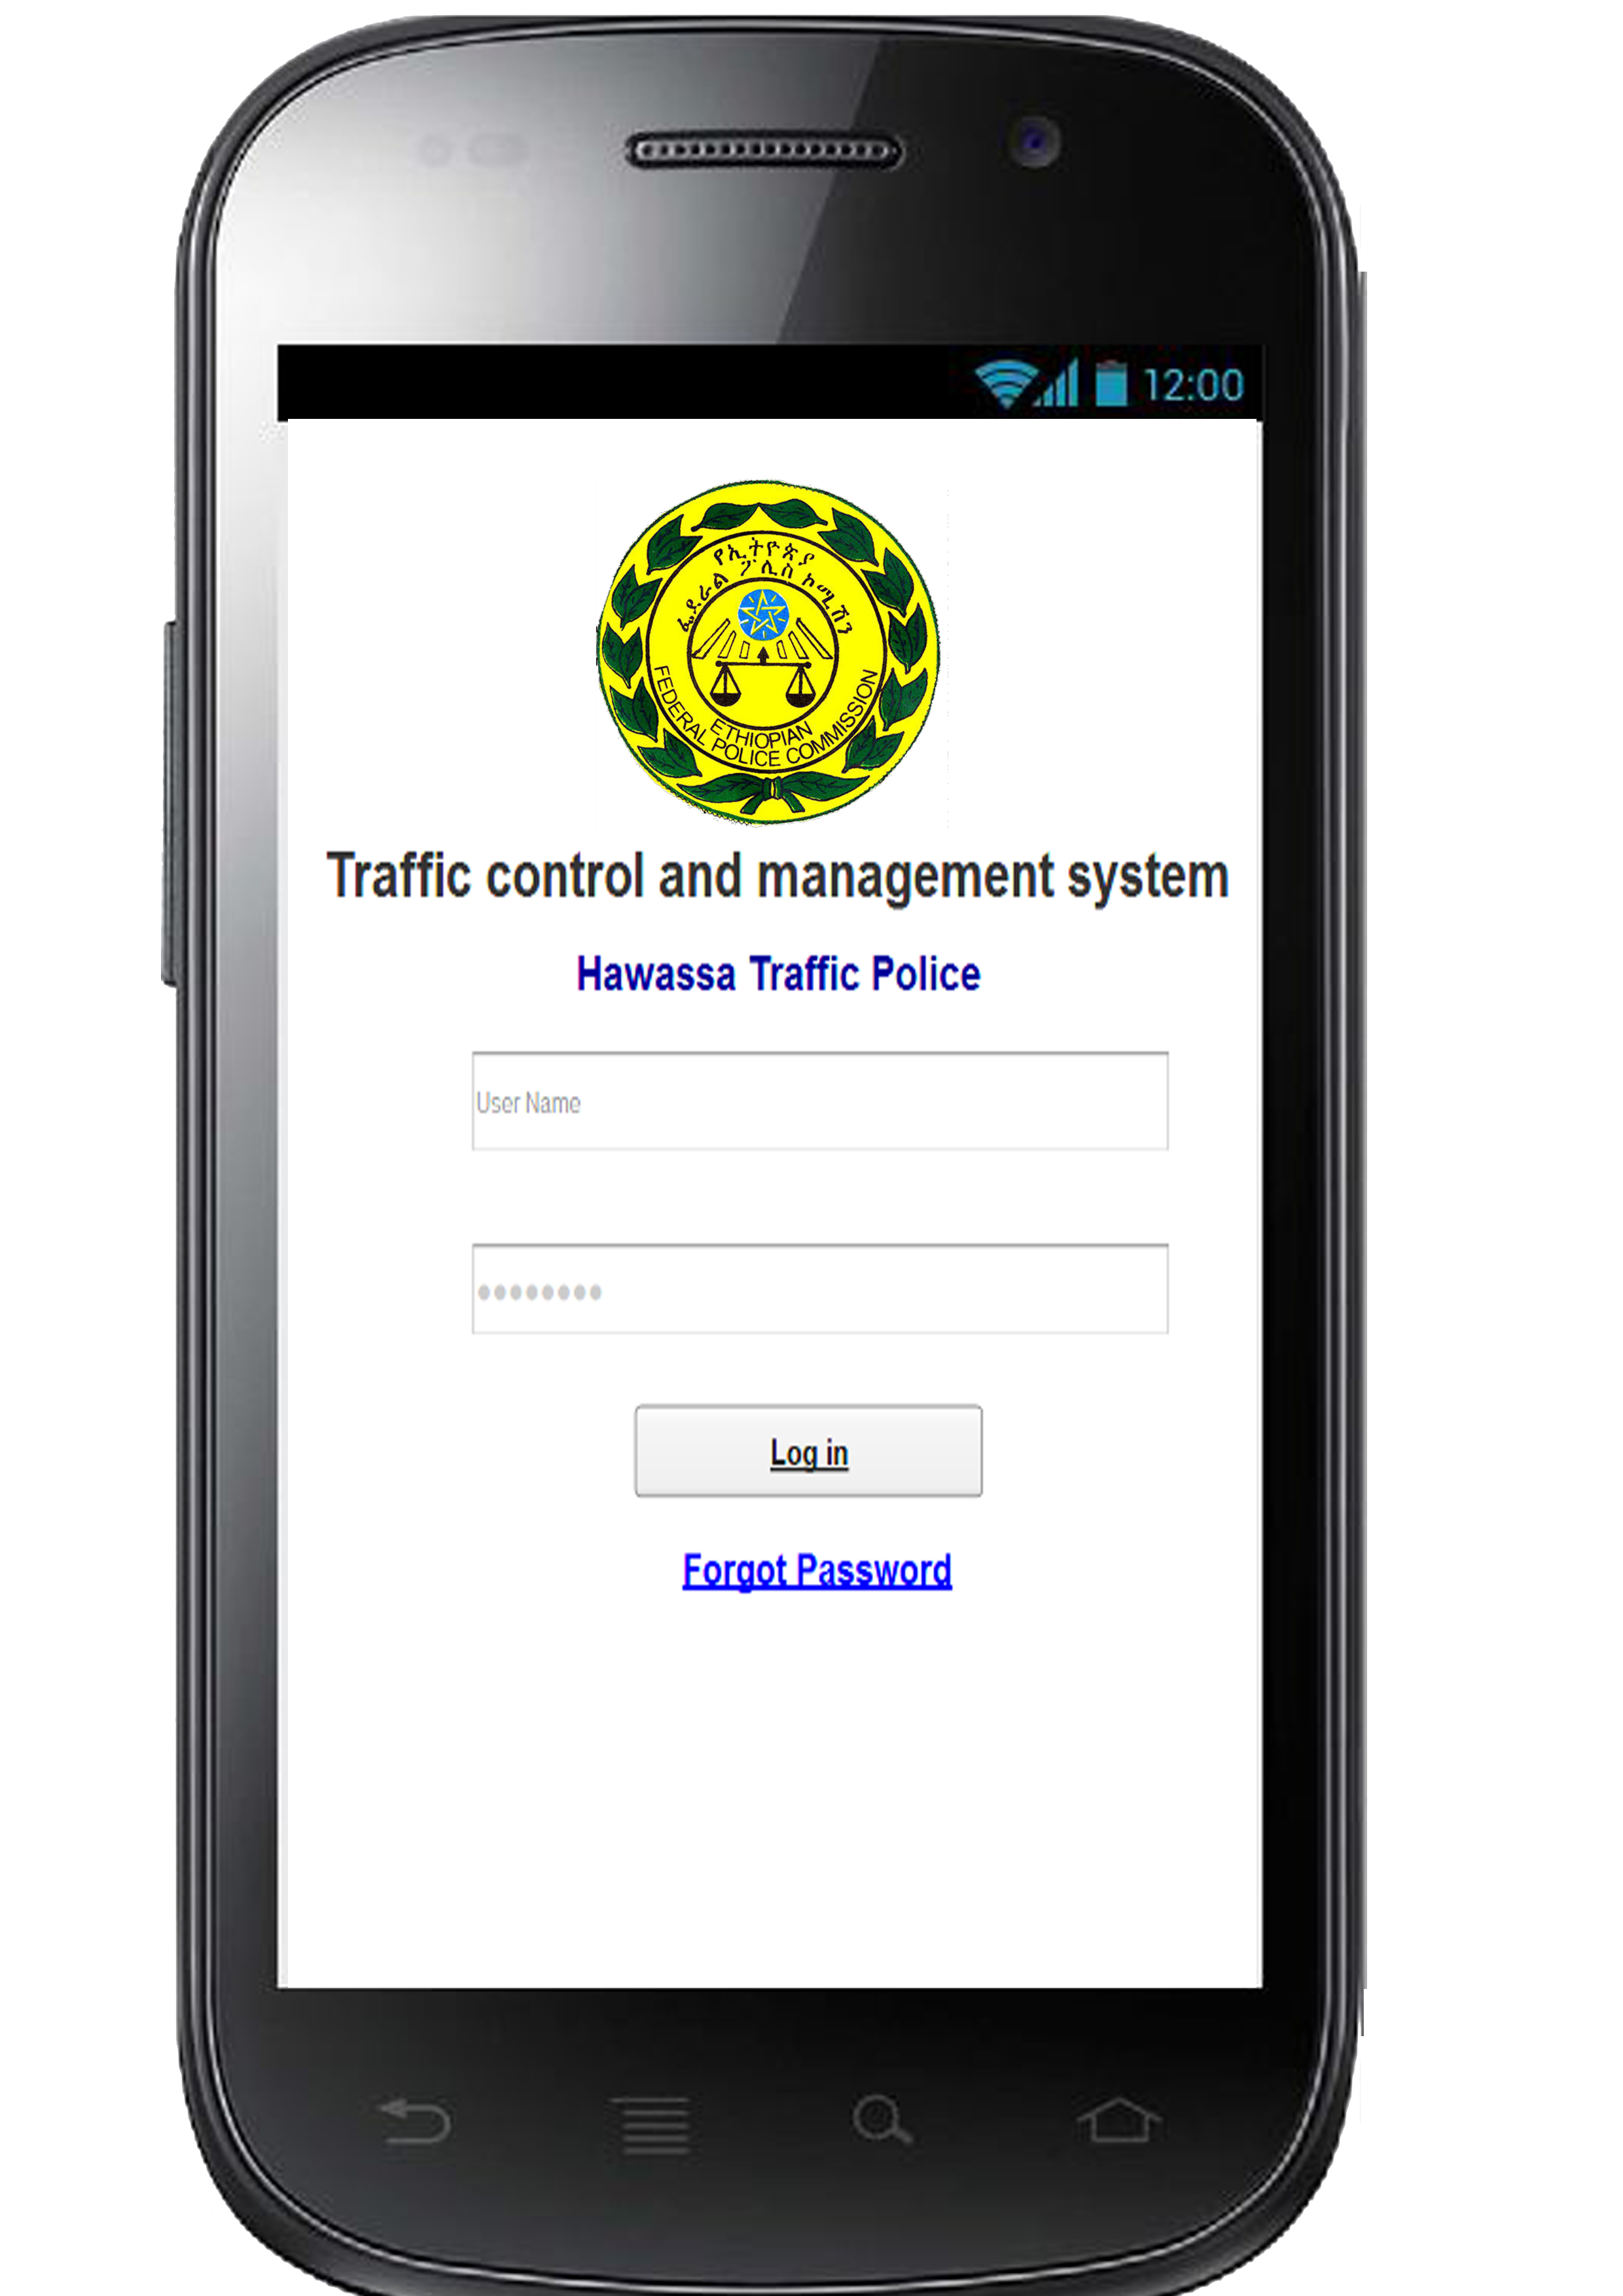 12:00
የኢትዮጵያ
ፌዴራል ፖሊስ ኮሚሽን
ETHIOPIAN
FEDERAL POLICE COMMISSION
Traffic control and management system
Hawassa Traffic Police
User Name
••••••••
Log in
Forgot Password